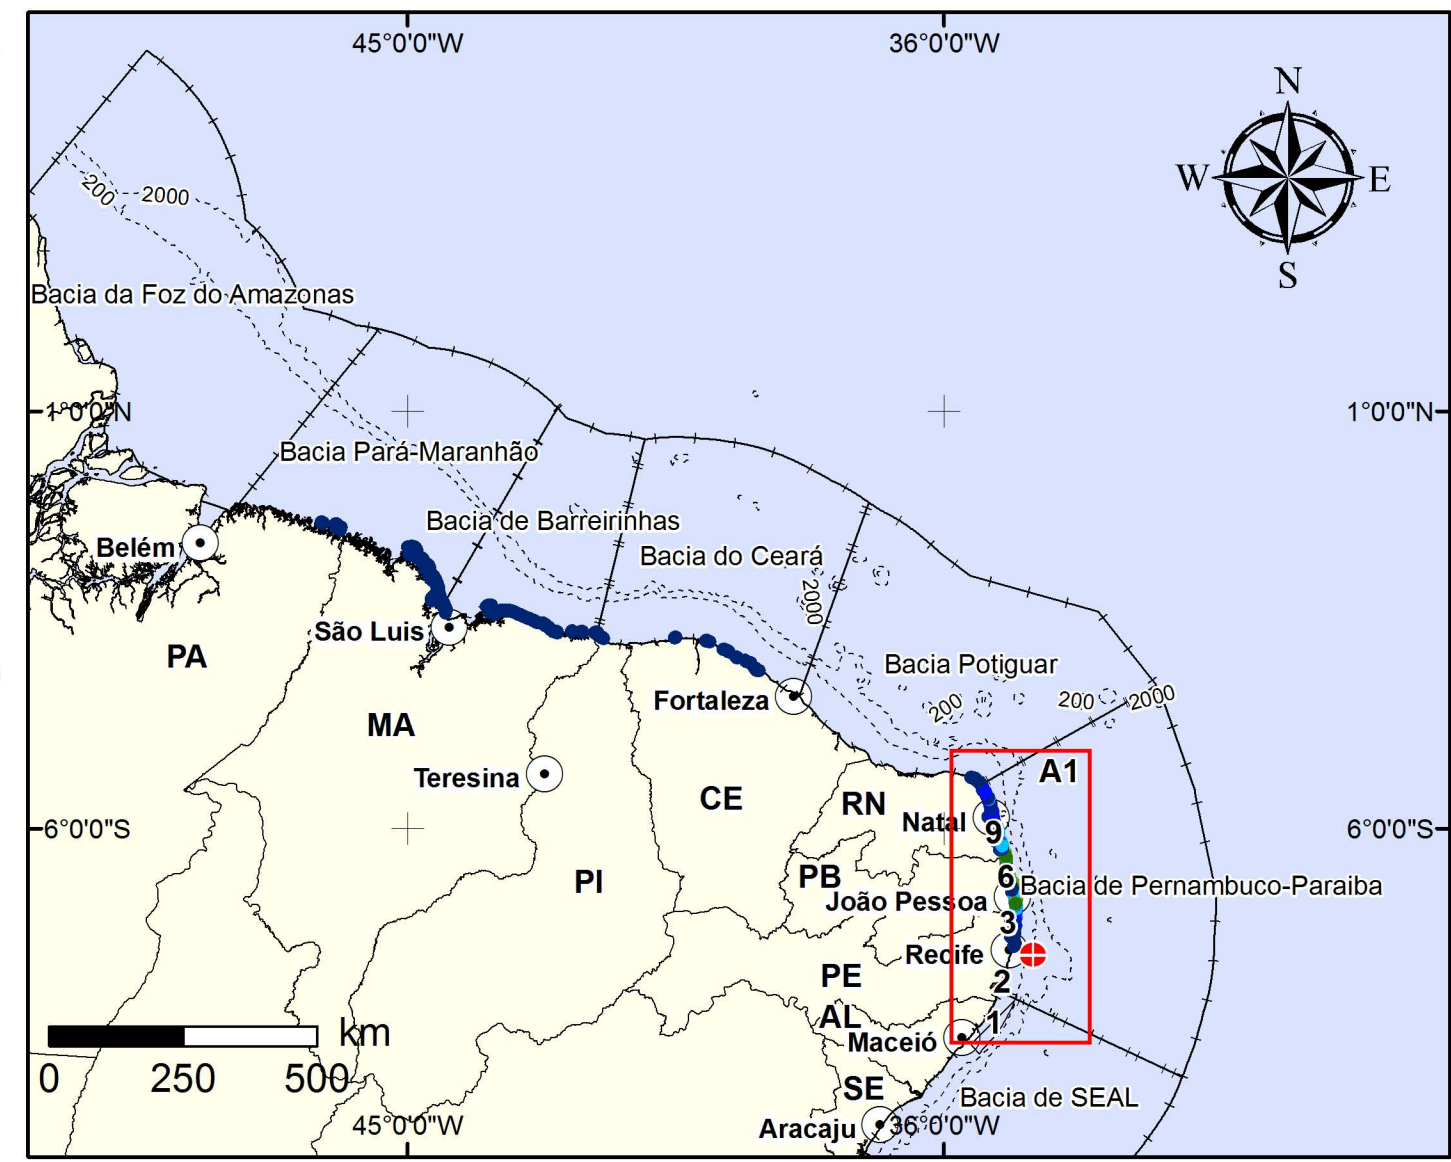 45°0'0"W
36°0'0"W
N
W
E
S
200
2000
Bacia da Foz do Amazonas
1°0'0"N
1°0'0"N
Bacia Pará-Maranhão
Bacia de Barreirinhas
Belém
Bacia do Ceará
2000
São Luis
PA
Bacia Potiguar
Fortaleza
200
200
2000
MA
Teresina
A1
CE
RN
Natal
9
6°0'0"S
6°0'0"S
PI
PB
6
Bacia de Pernambuco-Paraiba
João Pessoa
3
Recife
PE
2
AL
1
Maceió
km
0
250
500
SE
Bacia de SEAL
45°0'0"W
Aracaju
36°0'0"W